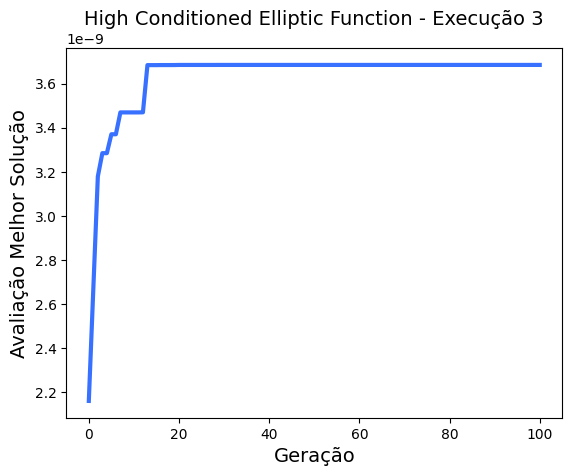 High Conditioned Elliptic Function - Execução 3
1e−9
3.6
3.4
3.2
3.0
2.8
2.6
2.4
2.2
Avaliação Melhor Solução
0 20 40 60 80 100
Geração